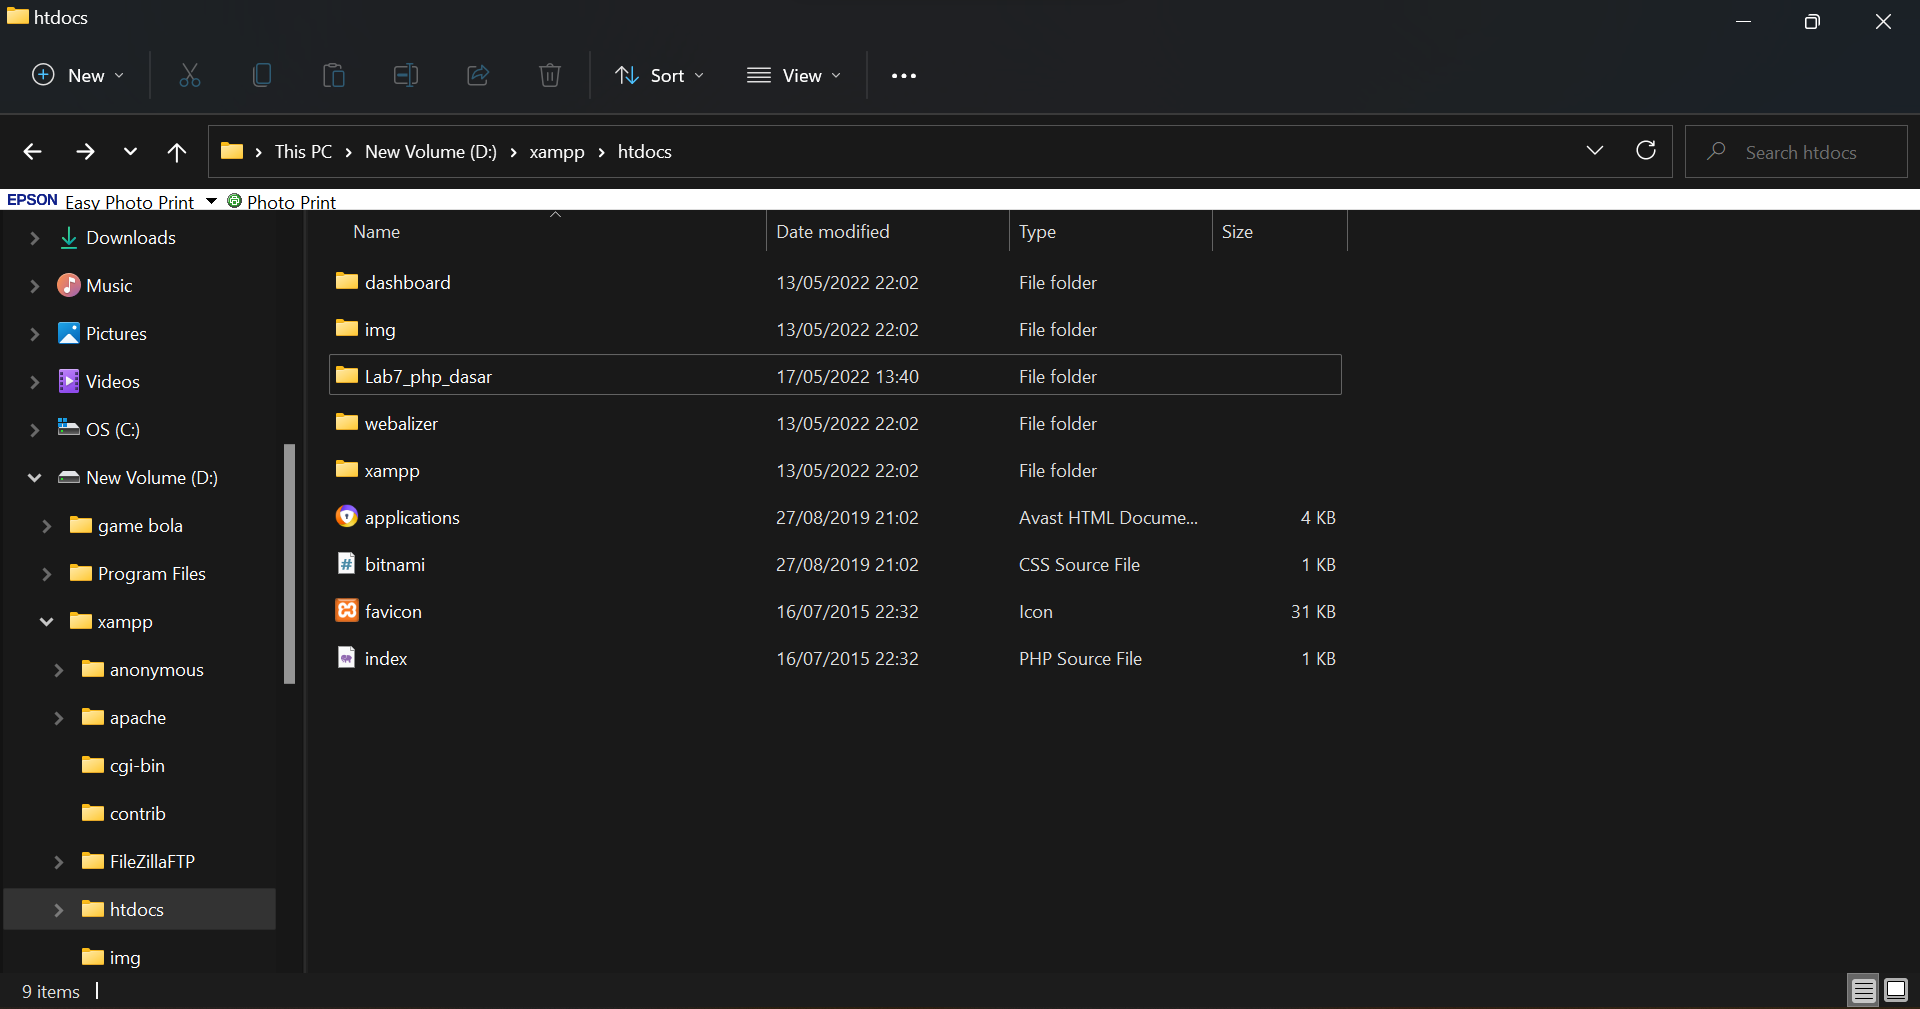 htdocs
New Sort View
This PC New Volume (D:) xampp htdocs Search htdocs
EPSON Easy Photo Print Photo Print
Downloads
Music
Pictures
Videos
OS (C:)
New Volume (D:)
game bola
Program Files
xampp
anonymous
apache
cgi-bin
contrib
FileZillaFTP
htdocs
img
Name Date modified Type Size
dashboard 13/05/2022 22:02 File folder
img 13/05/2022 22:02 File folder
Lab7_php_dasar 17/05/2022 13:40 File folder
webalizer 13/05/2022 22:02 File folder
xampp 13/05/2022 22:02 File folder
applications 27/08/2019 21:02 Avast HTML Docume... 4 KB
bitnami 27/08/2019 21:02 CSS Source File 1 KB
favicon 16/07/2015 22:32 Icon 31 KB
index 16/07/2015 22:32 PHP Source File 1 KB
9 items